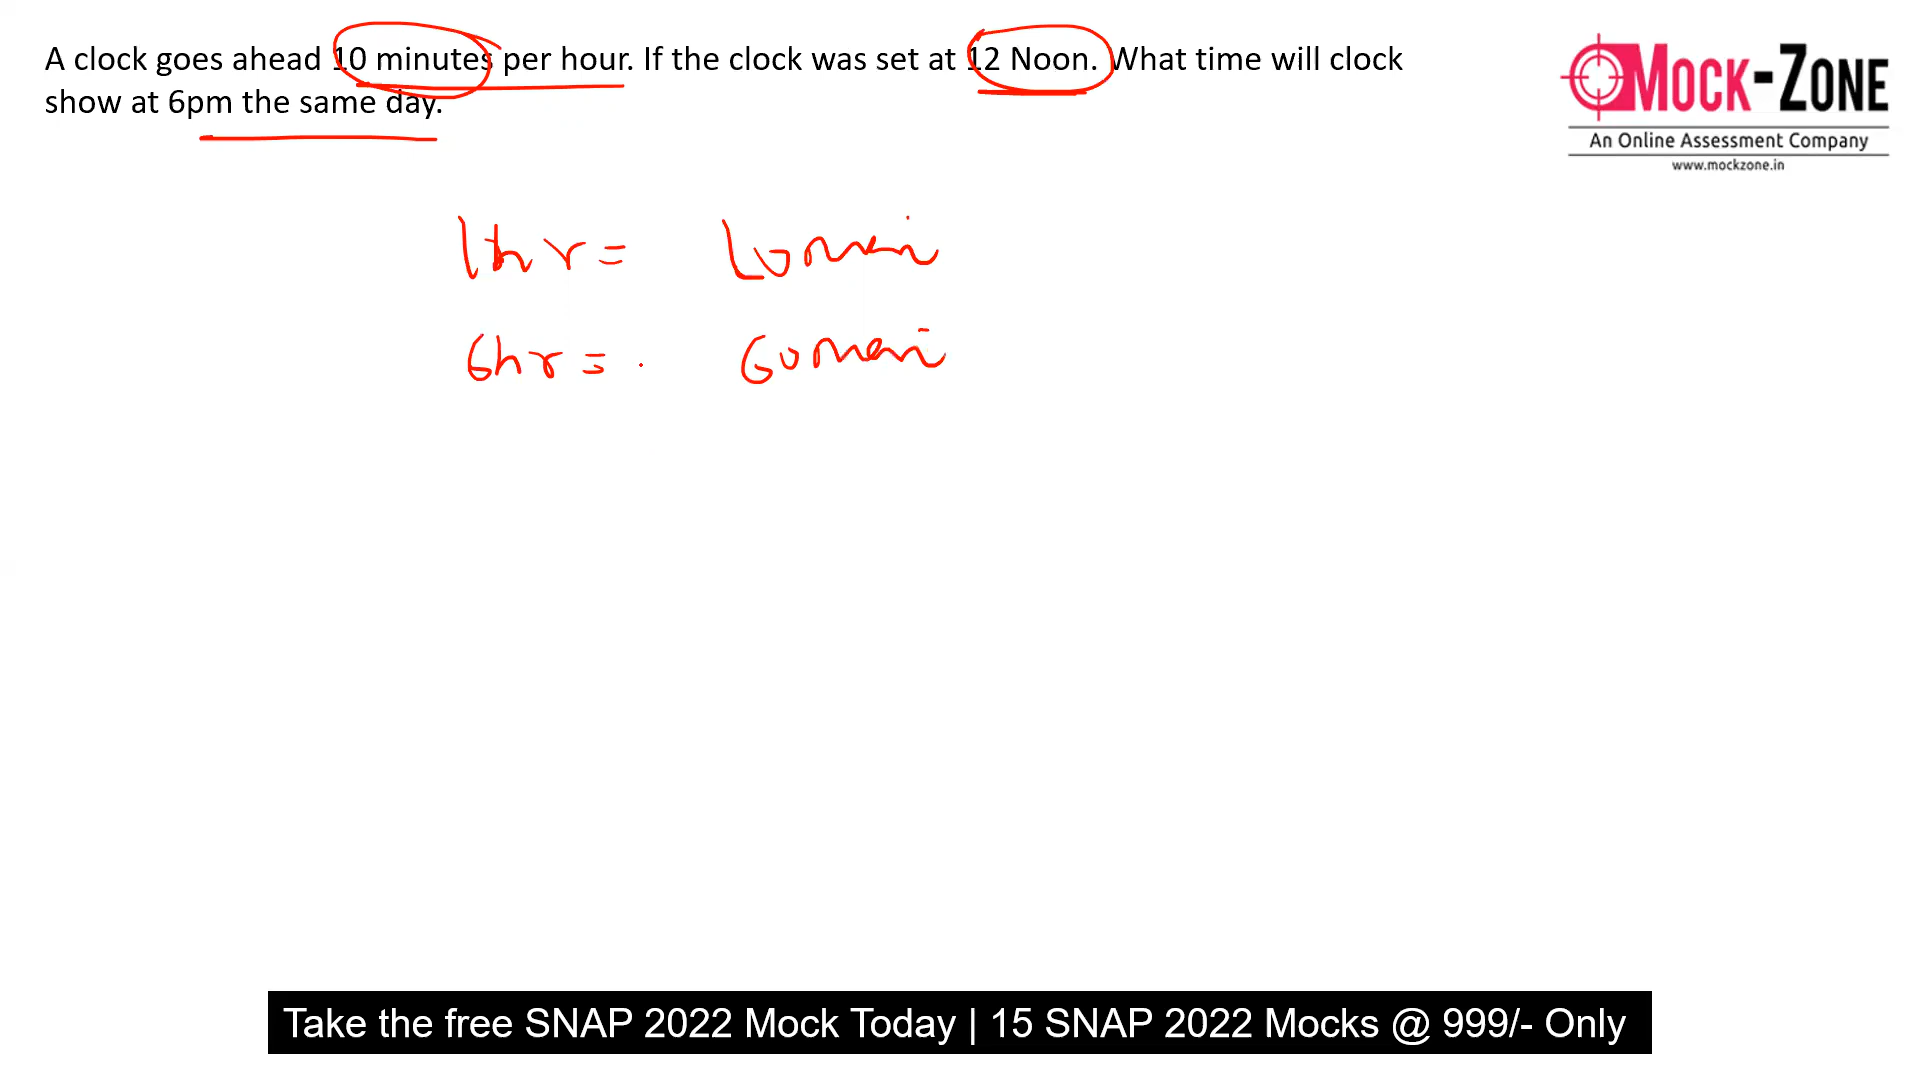 A clock goes ahead 10 minutes per hour. If the clock was set at 12 Noon. What time will clock
show at 6pm the same day.
MOCK-ZONE
An Online Assessment Company
www.mockzone.in
1hr = 10min
6hr = 60min
Take the free SNAP 2022 Mock Today | 15 SNAP 2022 Mocks @ 999/- Only